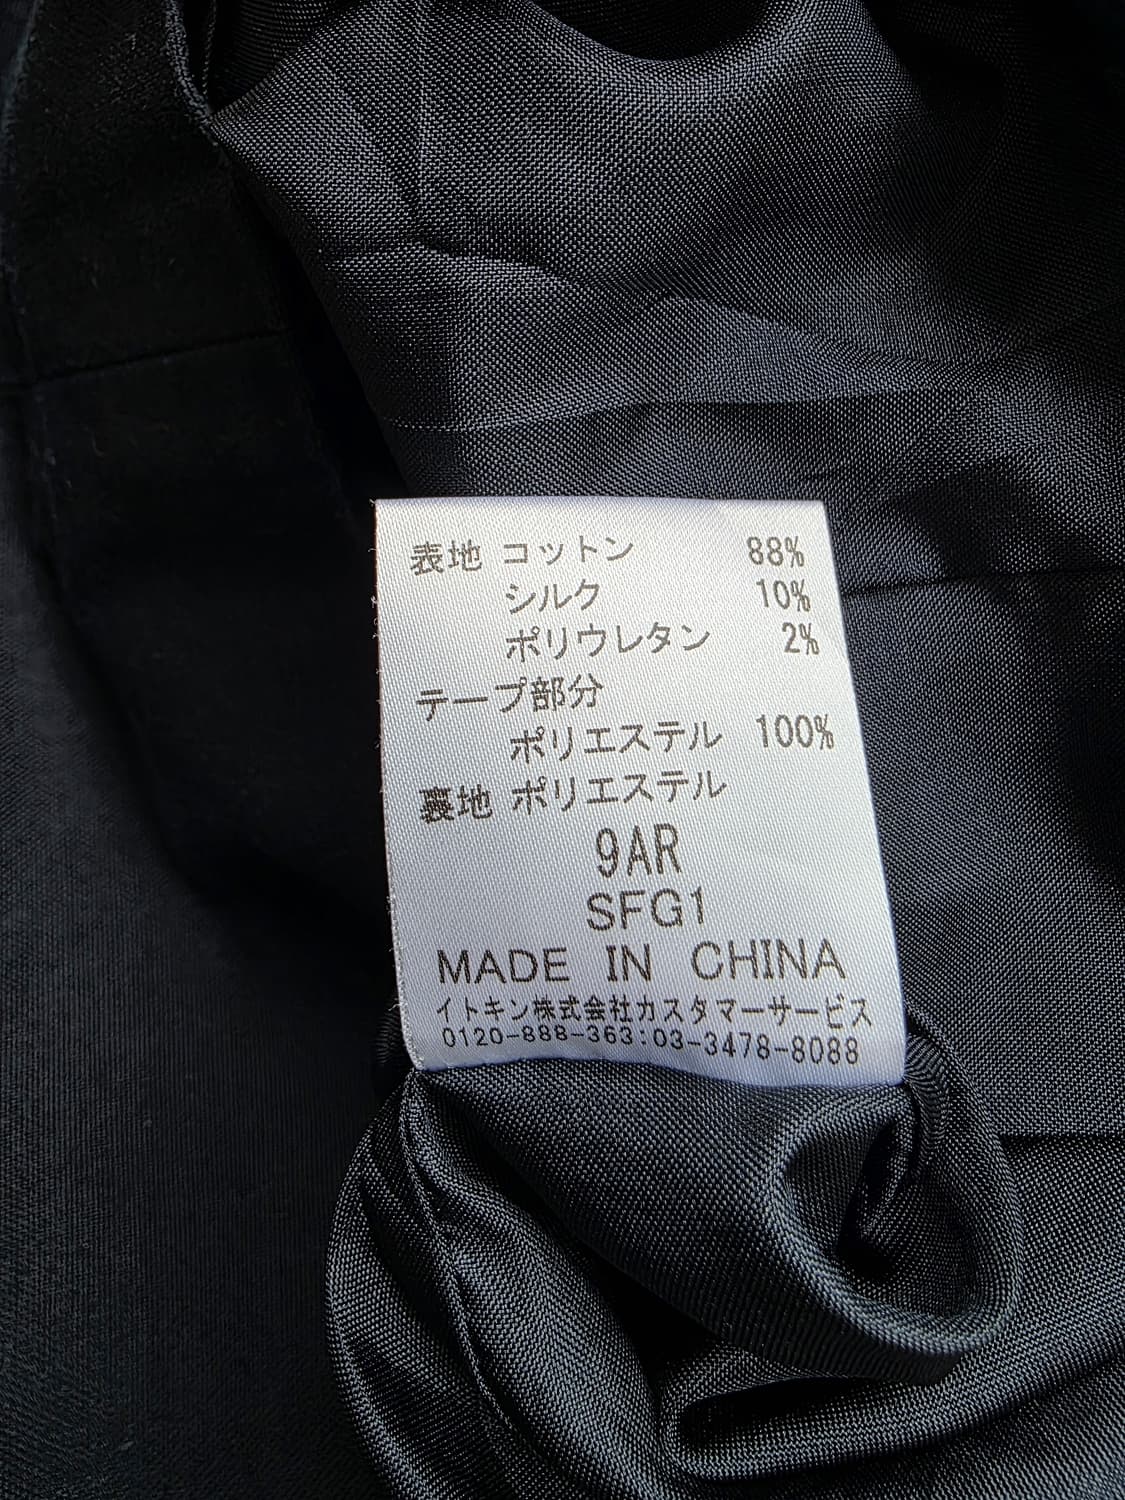 表地 コットン 88%
シルク 10%
ポリウレタン 2%
テープ部分
ポリエステル 100%
裏地 ポリエステル
9AR
SFG1
MADE IN CHINA
イトキン株式会社カスタマーサービス
0120-888-363:03-3478-8088